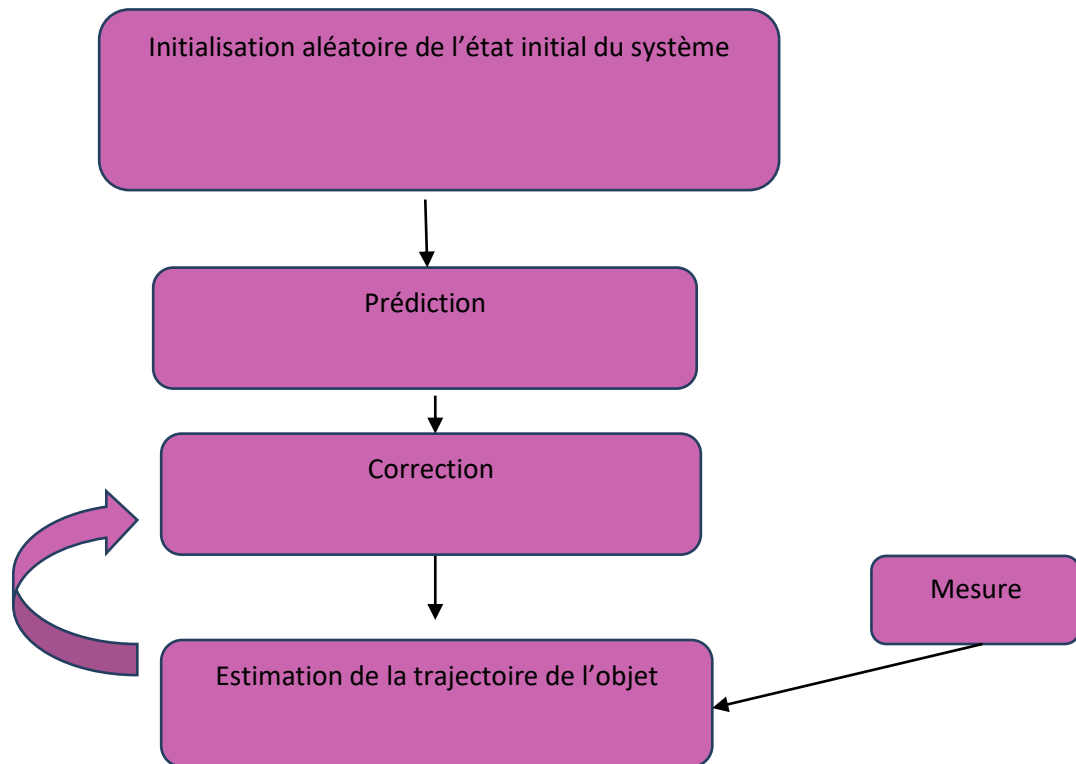 Initialisation aléatoire de l’état initial du système
Prédiction
Correction
Mesure
Estimation de la trajectoire de l’objet